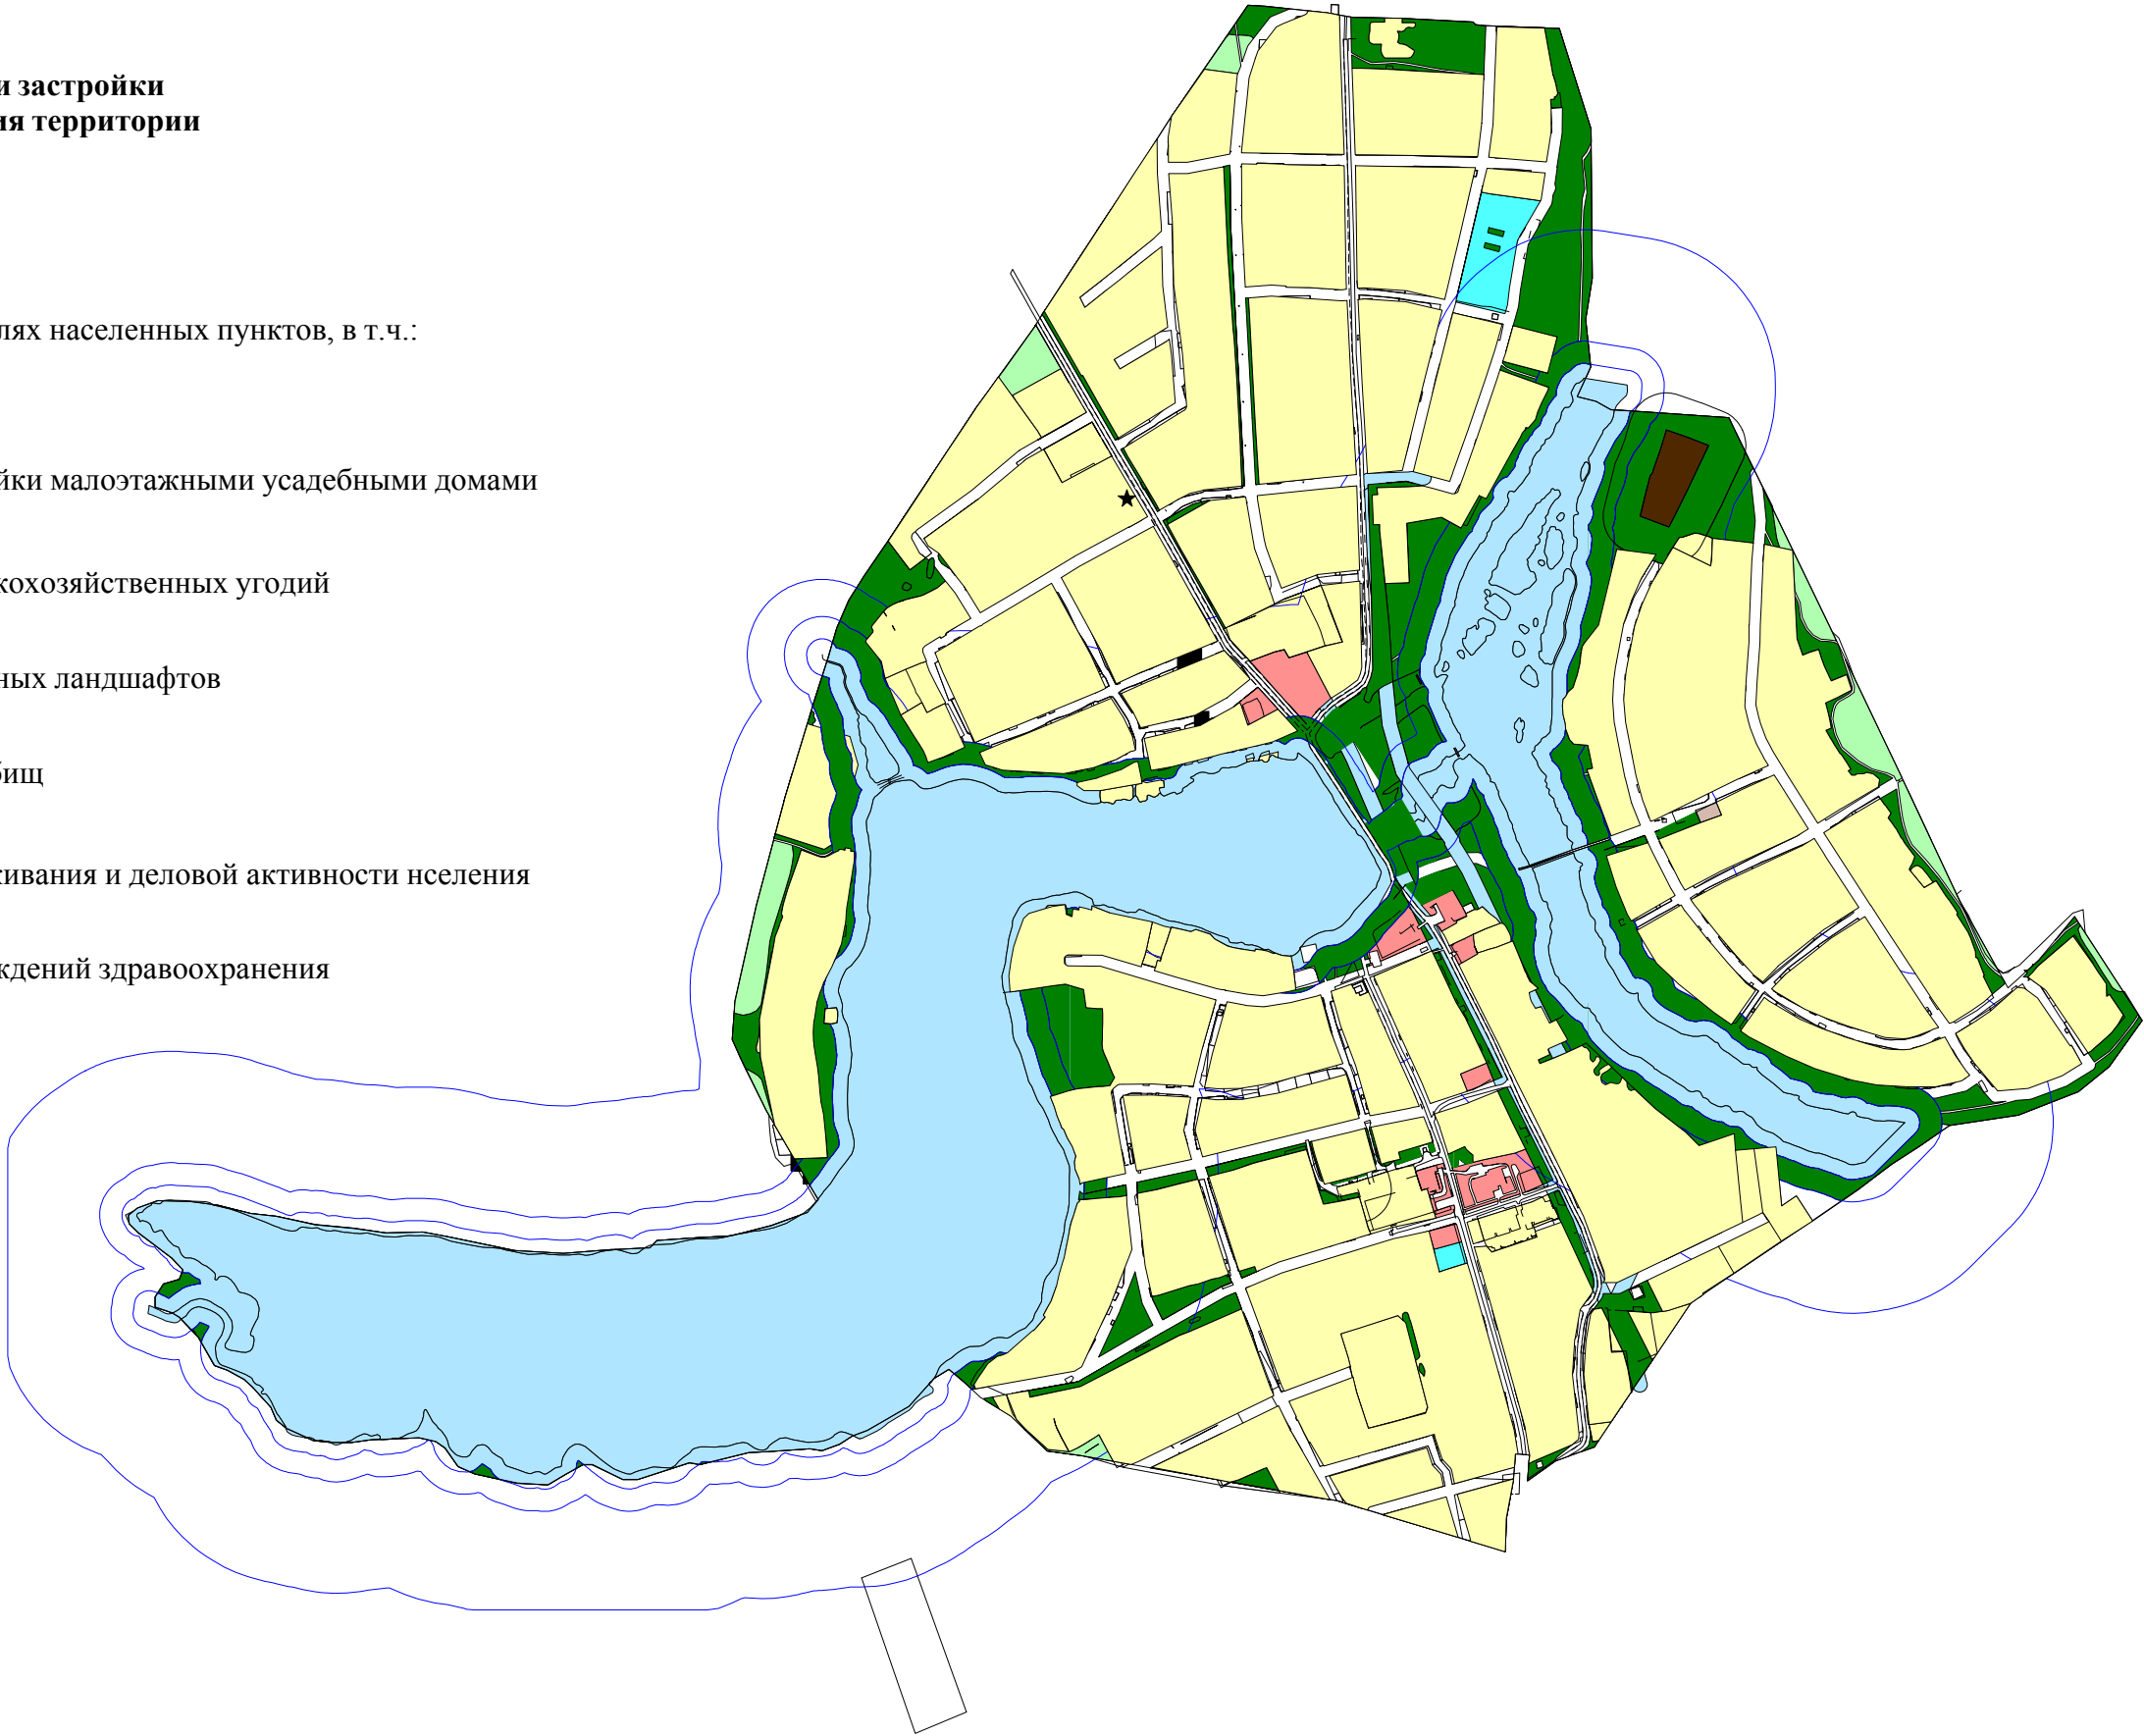 и застройки
ия территории
лях населенных пунктов, в т.ч.:
йки малоэтажными усадебными домами
кохозяйственных угодий
ных ландшафтов
бищ
живания и деловой активности нселения
ждений здравоохранения